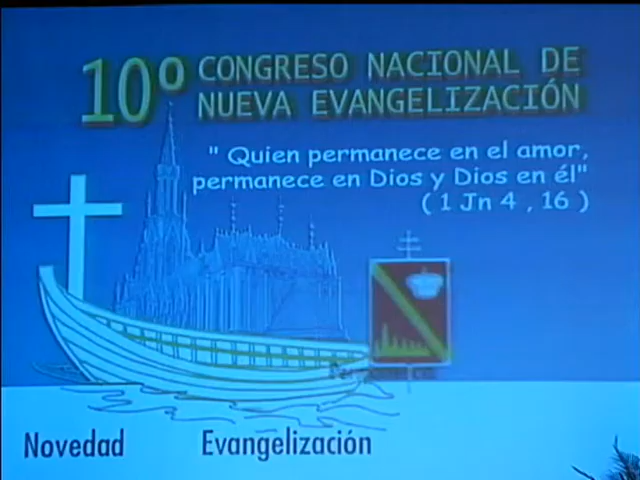 10º CONGRESO NACIONAL DE
NUEVA EVANGELIZACIÓN
" Quien permanece en el amor,
permanece en Dios y Dios en él"
( 1 Jn 4 , 16 )
Novedad Evangelización